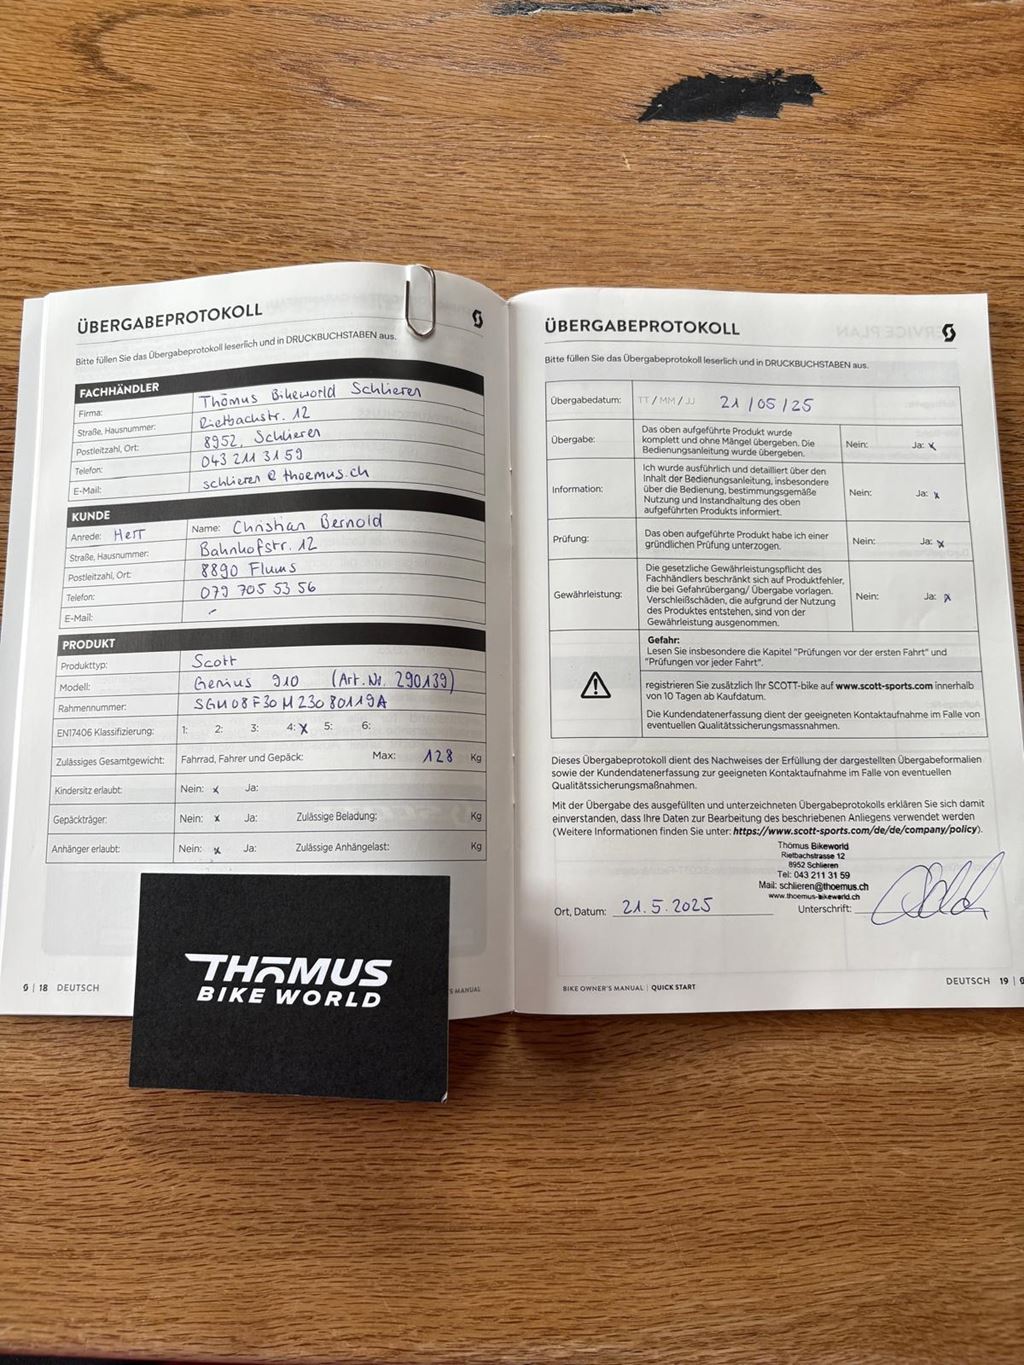 ÜBERGABEPROTOKOLL
Bitte füllen Sie das Übergabeprotokoll leserlich und in DRUCKBUCHSTABEN aus.
FACHHÄNDLER
Firma: Thömus Bikeworld Schlieren
Straße, Hausnummer: Rietbachstr. 12
Postleitzahl, Ort: 8952, Schlieren
Telefon: 043 211 31 59
E-Mail: schlieren@thoemus.ch
KUNDE
Anrede: Herr Name: Christian Bernold
Straße, Hausnummer: Bahnhofstr. 12
Postleitzahl, Ort: 8890 Flums
Telefon: 079 705 53 56
E-Mail: -
PRODUKT
Produkttyp: Scott
Modell: Genius 910 (Art. Nr. 290139)
Rahmennummer: SGM08F30M23080119A
EN17406 Klassifizierung: 1: 2: 3: 4: x 5: 6:
Zulässiges Gesamtgewicht: Fahrrad, Fahrer und Gepäck: Max: 128 Kg
Kindersitz erlaubt: Nein: x Ja:
Gepäckträger: Nein: x Ja: Zulässige Beladung: Kg
Anhänger erlaubt: Nein: x Ja: Zulässige Anhängelast: Kg
18 DEUTSCH
S MANUAL
THÖMUS
BIKE WORLD
ÜBERGABEPROTOKOLL
Bitte füllen Sie das Übergabeprotokoll leserlich und in DRUCKBUCHSTABEN aus.
Übergabedatum: TT / MM / JJ 21/05/25
Übergabe: Das oben aufgeführte Produkt wurde
komplett und ohne Mängel übergeben. Die
Bedienungsanleitung wurde übergeben.
Nein: Ja: x
Information: Ich wurde ausführlich und detailliert über den
Inhalt der Bedienungsanleitung, insbesondere
über die Bedienung, bestimmungsgemäße
Nutzung und Instandhaltung des oben
aufgeführten Produkts informiert.
Nein: Ja: x
Prüfung: Das oben aufgeführte Produkt habe ich einer
gründlichen Prüfung unterzogen.
Nein: Ja: x
Gewährleistung: Die gesetzliche Gewährleistungspflicht des
Fachhändlers beschränkt sich auf Produktfehler,
die bei Gefahrübergang/ Übergabe vorlagen.
Verschleißschäden, die aufgrund der Nutzung
des Produktes entstehen, sind von der
Gewährleistung ausgenommen.
Nein: Ja: x
Gefahr:
Lesen Sie insbesondere die Kapitel "Prüfungen vor der ersten Fahrt" und
"Prüfungen vor jeder Fahrt".
registrieren Sie zusätzlich Ihr SCOTT-bike auf www.scott-sports.com innerhalb
von 10 Tagen ab Kaufdatum.
Die Kundendatenerfassung dient der geeigneten Kontaktaufnahme im Falle von
eventuellen Qualitätssicherungsmassnahmen.
Dieses Übergabeprotokoll dient des Nachweises der Erfüllung der dargestellten Übergabeformalien
sowie der Kundendatenerfassung zur geeigneten Kontaktaufnahme im Falle von eventuellen
Qualitätssicherungsmaßnahmen.
Mit der Übergabe des ausgefüllten und unterzeichneten Übergabeprotokolls erklären Sie sich damit
einverstanden, dass Ihre Daten zur Bearbeitung des beschriebenen Anliegens verwendet werden
(Weitere Informationen finden Sie unter: https://www.scott-sports.com/de/de/company/policy).
Thömus Bikeworld
Rietbachstrasse 12
8952 Schlieren
Tel: 043 211 31 59
Mail: schlieren@thoemus.ch
www.thoemus-bikeworld.ch
Ort, Datum: 21.5.2025 Unterschrift:
BIKE OWNER'S MANUAL | QUICK START
DEUTSCH 19